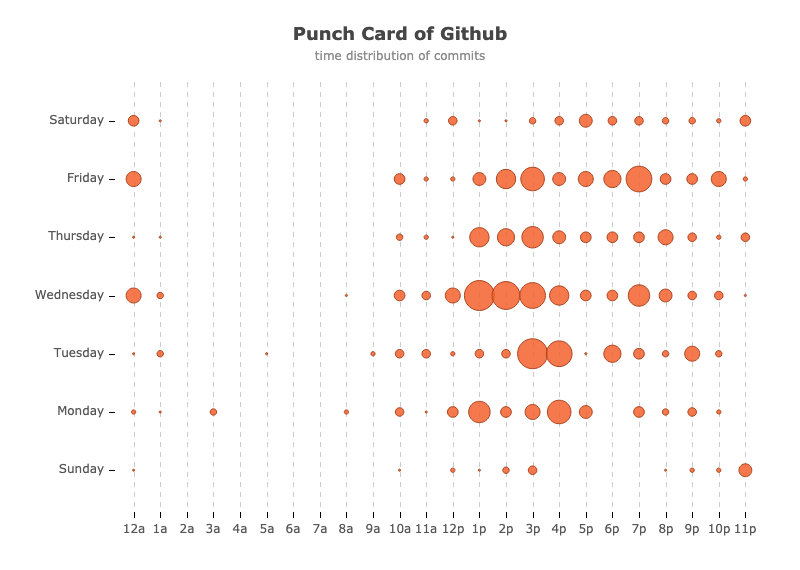 Punch Card of Github
time distribution of commits
Saturday
Friday
Thursday
Wednesday
Tuesday
Monday
Sunday
12a 1a 2a 3a 4a 5a 6a 7a 8a 9a 10a 11a 12p 1p 2p 3p 4p 5p 6p 7p 8p 9p 10p 11p